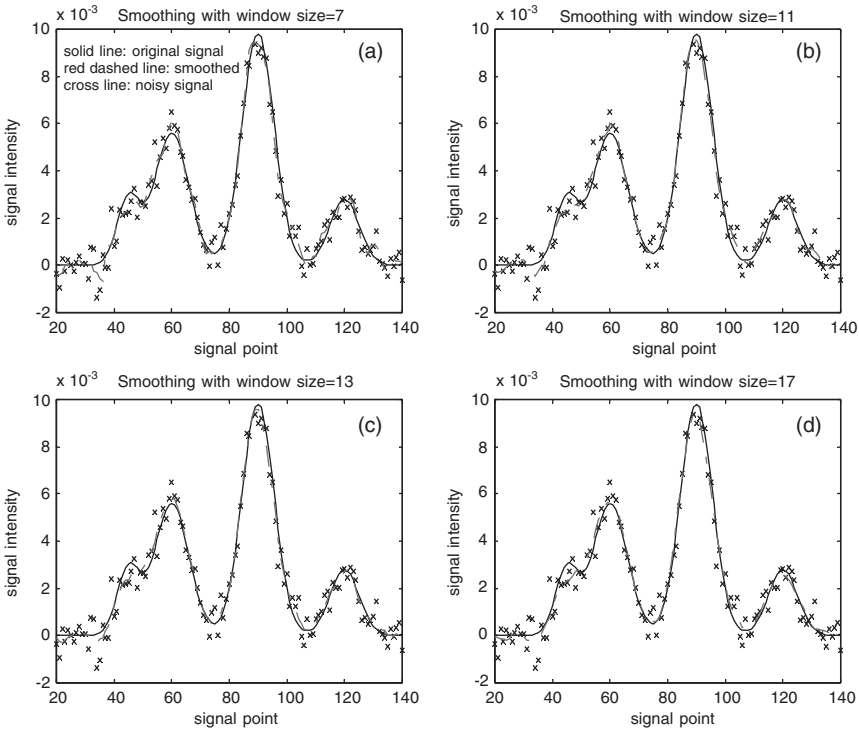 x 10-3 Smoothing with window size=7
(a)
solid line: original signal
red dashed line: smoothed
cross line: noisy signal
signal intensity
10
8
6
4
2
0
-2
20 40 60 80 100 120 140
signal point
x 10-3 Smoothing with window size=11
(b)
signal intensity
10
8
6
4
2
0
-2
20 40 60 80 100 120 140
signal point
x 10-3 Smoothing with window size=13
(c)
signal intensity
10
8
6
4
2
0
-2
20 40 60 80 100 120 140
signal point
x 10-3 Smoothing with window size=17
(d)
signal intensity
10
8
6
4
2
0
-2
20 40 60 80 100 120 140
signal point